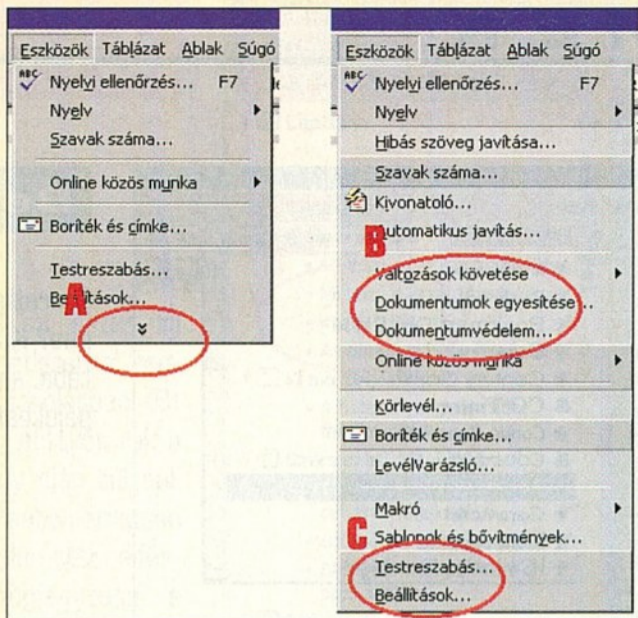 Eszközök Táblázat Ablak Súgó
ABC Nyelvi ellenőrzés... F7
Nyelv
Szavak száma...
Online közös munka
Boríték és címke...
Testreszabás...
Beállítások...
A
Eszközök Táblázat Ablak Súgó
ABC Nyelvi ellenőrzés... F7
Nyelv
Hibás szöveg javítása...
Szavak száma...
Kivonatoló...
Automatikus javítás...
B
Változások követése
Dokumentumok egyesítése...
Dokumentumvédelem...
Online közös munka
Körlevél...
Boríték és címke...
LevélVarázsló...
Makró
C Sablonok és bővítmények...
Testreszabás...
Beállítások...